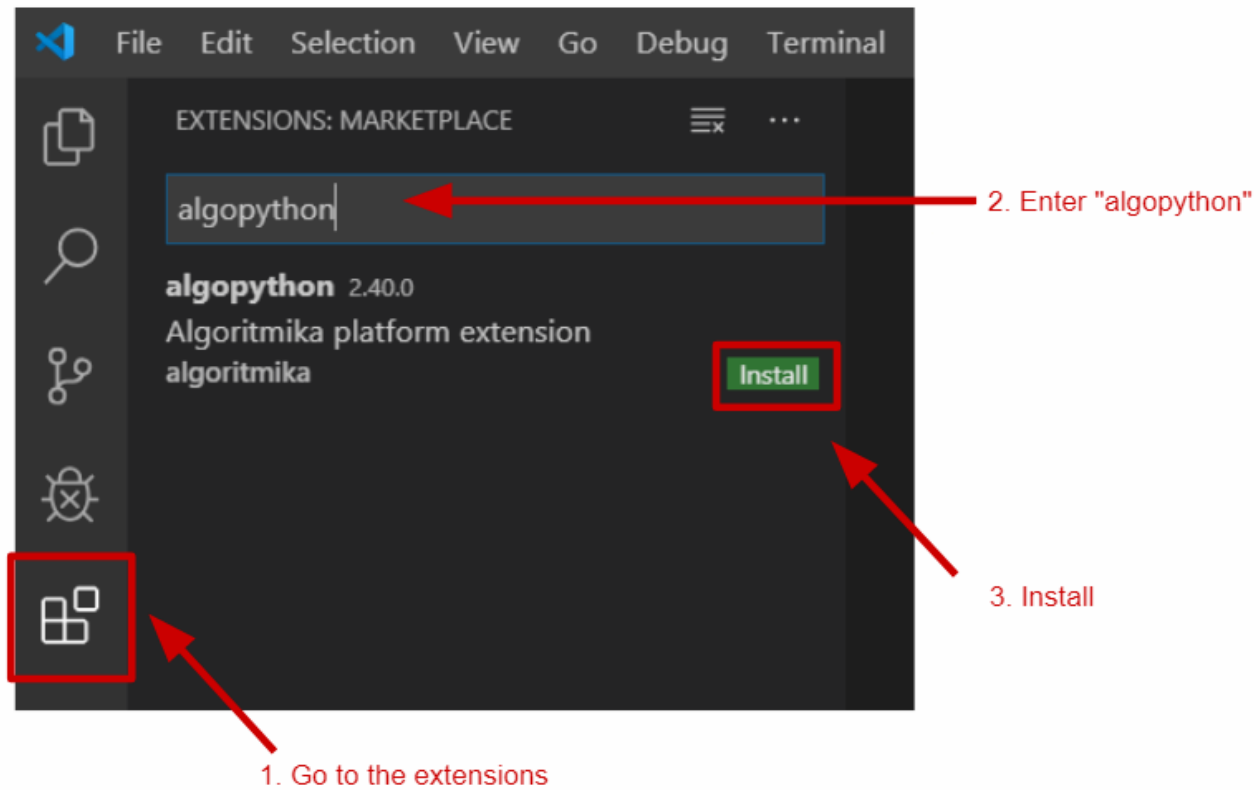 File Edit Selection View Go Debug Terminal
EXTENSIONS: MARKETPLACE
algopython
2. Enter "algopython"
algopython 2.40.0
Algoritmika platform extension
algoritmika
Install
3. Install
1. Go to the extensions